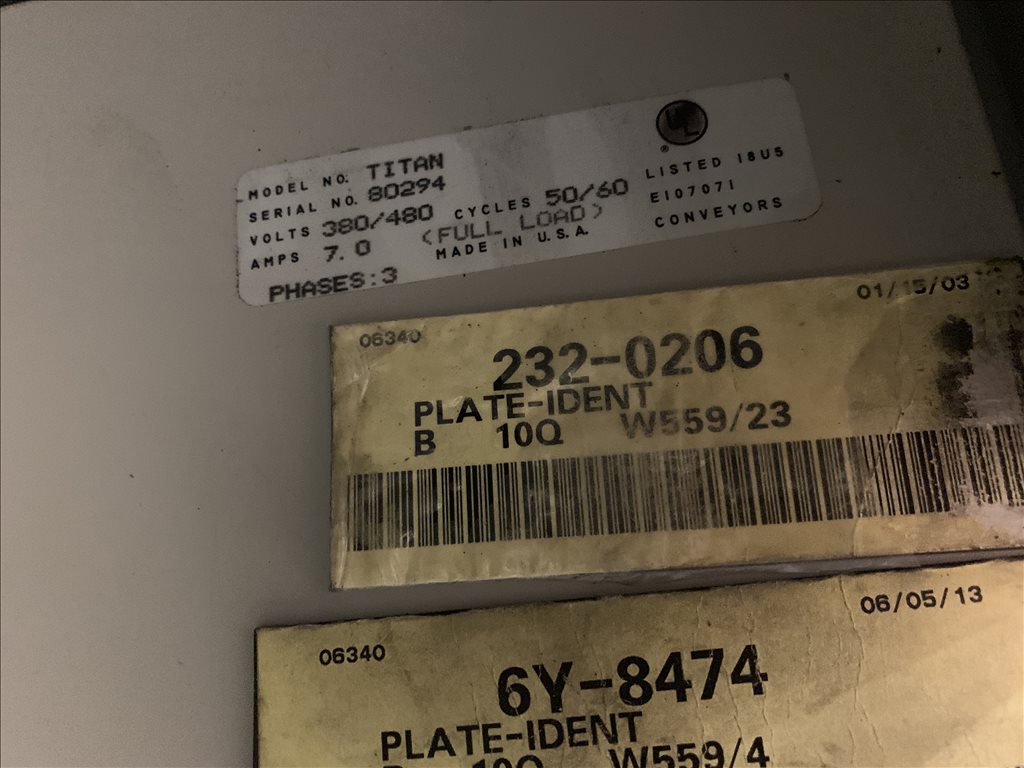 MODEL NO. TITAN
SERIAL NO. 80294
VOLTS 380/480 CYCLES 50/60
AMPS 7.0 (FULL LOAD)
MADE IN U.S.A.
PHASES:3
UL
®
LISTED 18U5
E107071
CONVEYORS
06340 01/15/03
232-0206
PLATE-IDENT
B 10Q W559/23
06340 06/05/13
6Y-8474
PLATE-IDENT
10Q W559/4